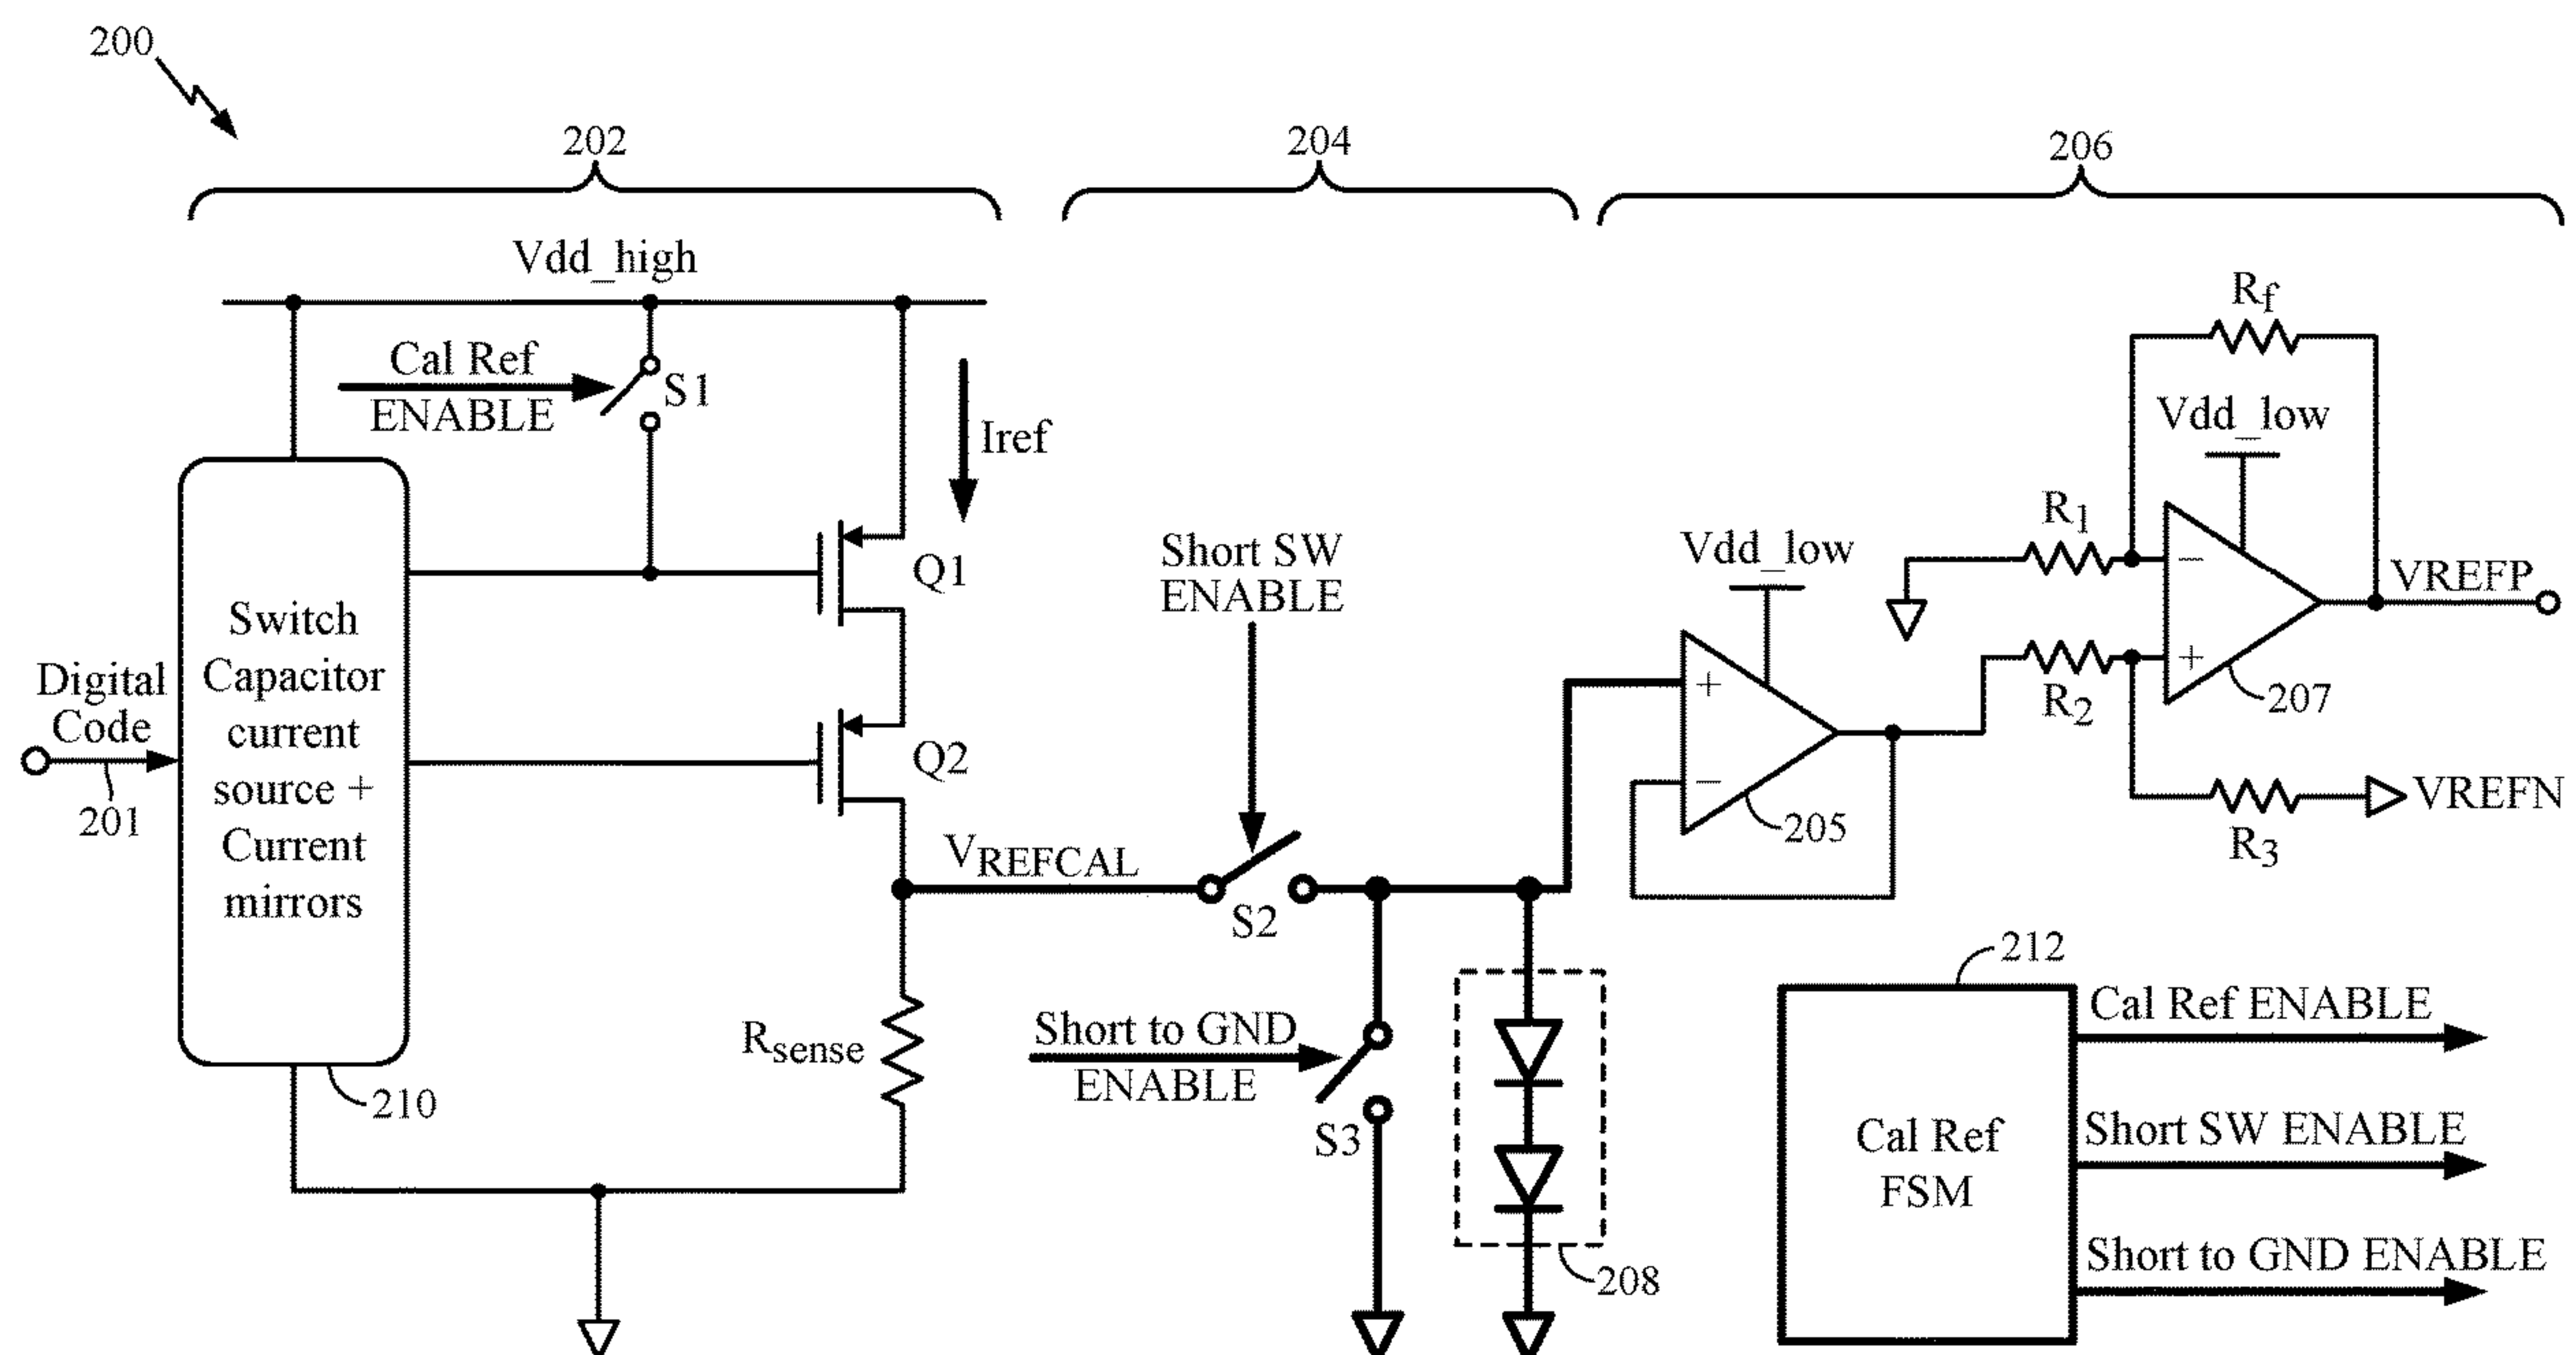 200
202
204
206
Vdd_high
Cal Ref
ENABLE
S1
Iref
Q1
Q2
Digital
Code
201
Switch
Capacitor
current
source +
Current
mirrors
210
VREFCAL
Rsense
Short SW
ENABLE
S2
Short to GND
ENABLE
S3
208
Vdd_low
+
−
205
Rf
Vdd_low
R1
−
+
R2
207
VREFP
R3
VREFN
212
Cal Ref
FSM
Cal Ref ENABLE
Short SW ENABLE
Short to GND ENABLE